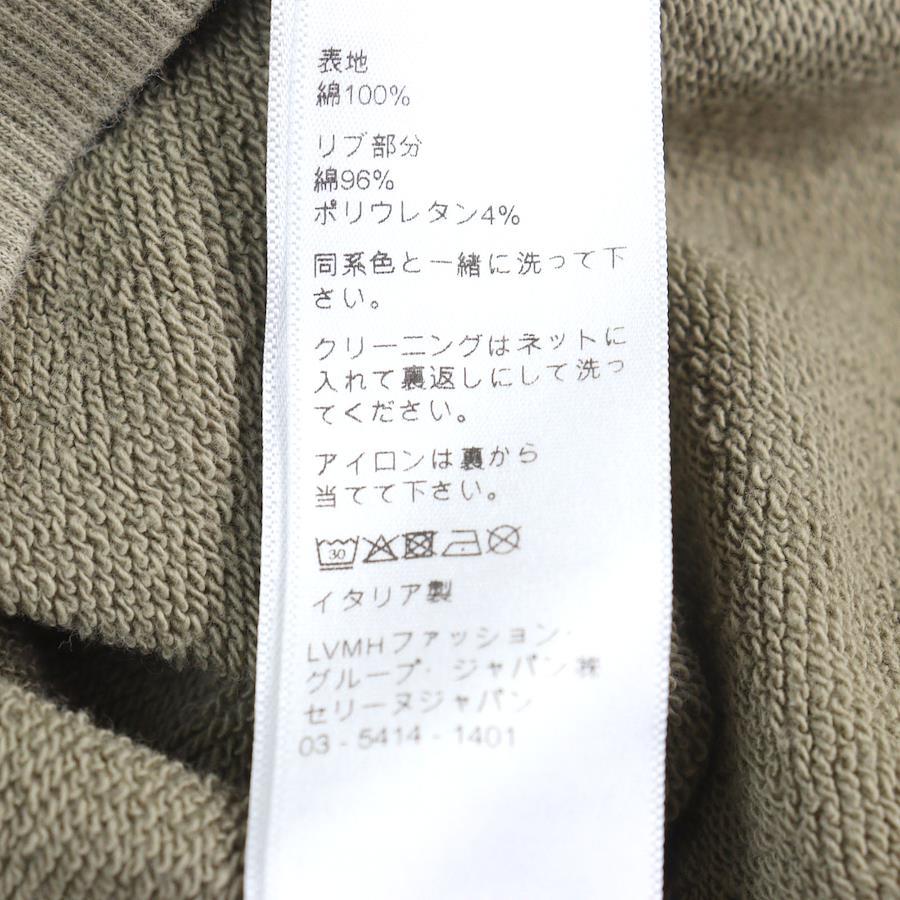 表地
綿100%
リブ部分
綿96%
ポリウレタン4%
同系色と一緒に洗って下
さい。
クリーニングはネットに
入れて裏返しにして洗っ
てください。
アイロンは裏から
当てて下さい。
30
イタリア製
LVMHファッション・
グループ・ジャパン㈱
セリーヌジャパン
03 - 5414 - 1401